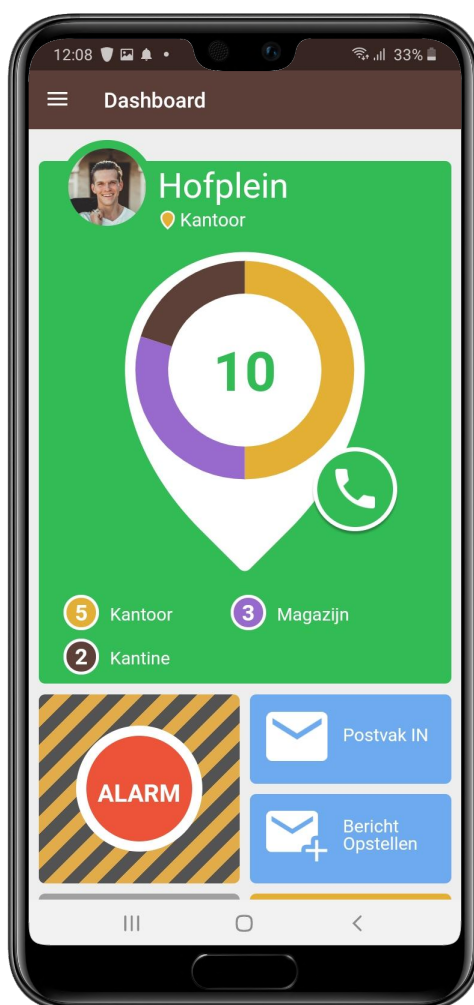 12:08
33%
Dashboard
Hofplein
Kantoor
10
5 Kantoor
3 Magazijn
2 Kantine
ALARM
Postvak IN
Bericht
Opstellen